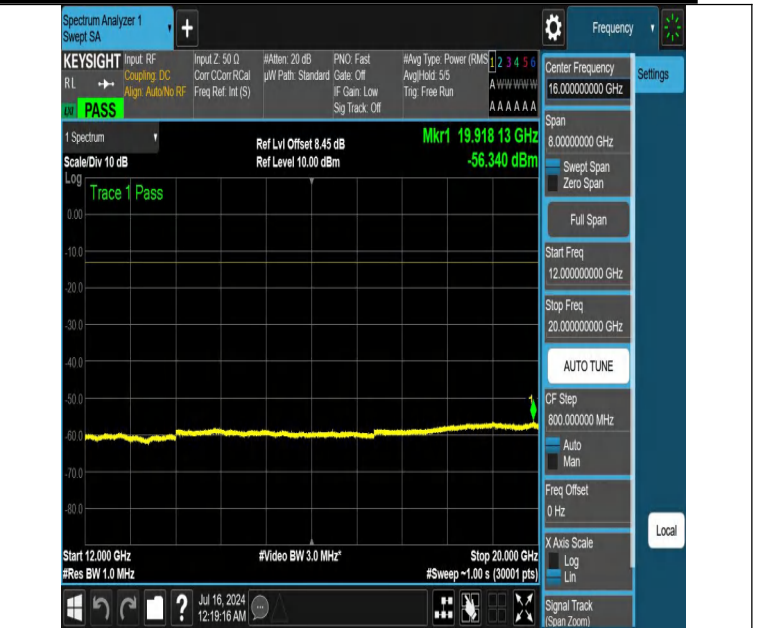 Spectrum Analyzer 1
Swept SA
+
Frequency
KEYSIGHT
RL
PASS
Input: RF
Coupling: DC
Align: Auto/No RF
Input Z: 50 Ω
Corr CCorr RCal
Freq Ref: Int (S)
#Atten: 20 dB
µW Path: Standard
PNO: Fast
Gate: Off
IF Gain: Low
Sig Track: Off
#Avg Type: Power (RMS
Avg|Hold: 5/5
Trig: Free Run
1 2 3 4 5 6
A W W W W W
A A A A A A
Center Frequency
16.000000000 GHz
Settings
Span
8.00000000 GHz
Swept Span
Zero Span
Full Span
Start Freq
12.000000000 GHz
Stop Freq
20.000000000 GHz
AUTO TUNE
CF Step
800.000000 MHz
Auto
Man
Freq Offset
0 Hz
X Axis Scale
Log
Lin
Signal Track
(Span Zoom)
Local
1 Spectrum
Scale/Div 10 dB
Ref Lvl Offset 8.45 dB
Ref Level 10.00 dBm
Mkr1 19.918 13 GHz
-56.340 dBm
Log
Trace 1 Pass
0.00
-10.0
-20.0
-30.0
-40.0
-50.0
-60.0
-70.0
-80.0
1
Start 12.000 GHz
#Res BW 1.0 MHz
#Video BW 3.0 MHz*
Stop 20.000 GHz
#Sweep ~1.00 s (30001 pts)
?
Jul 16, 2024
12:19:16 AM